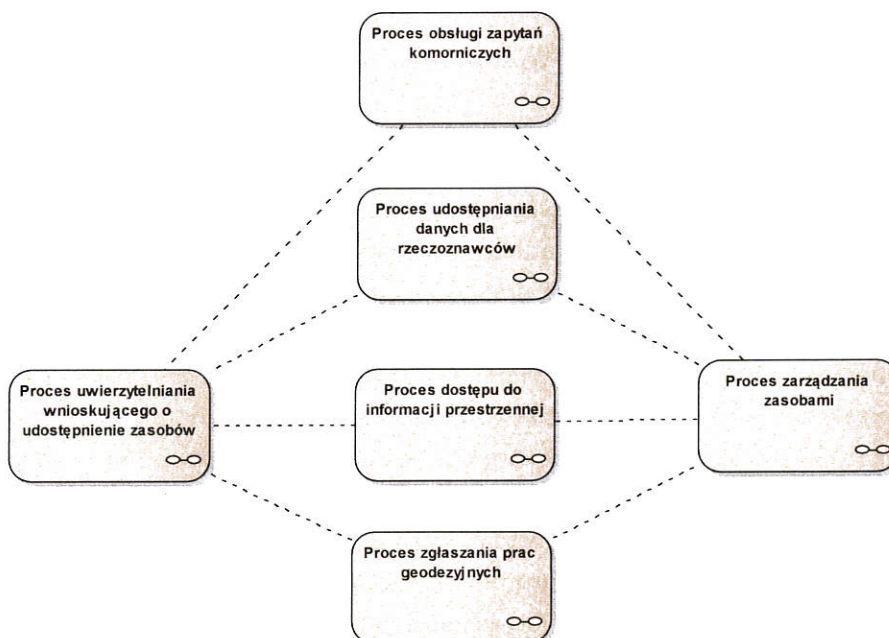 Proces obsługi zapytań
komorniczych
Proces udostępniania
danych dla
rzeczoznawców
Proces uwierzytelniania
wnioskującego o
udostępnienie zasobów
Proces dostępu do
informacji przestrzennej
Proces zarządzania
zasobami
Proces zgłaszania prac
geodezyjnych